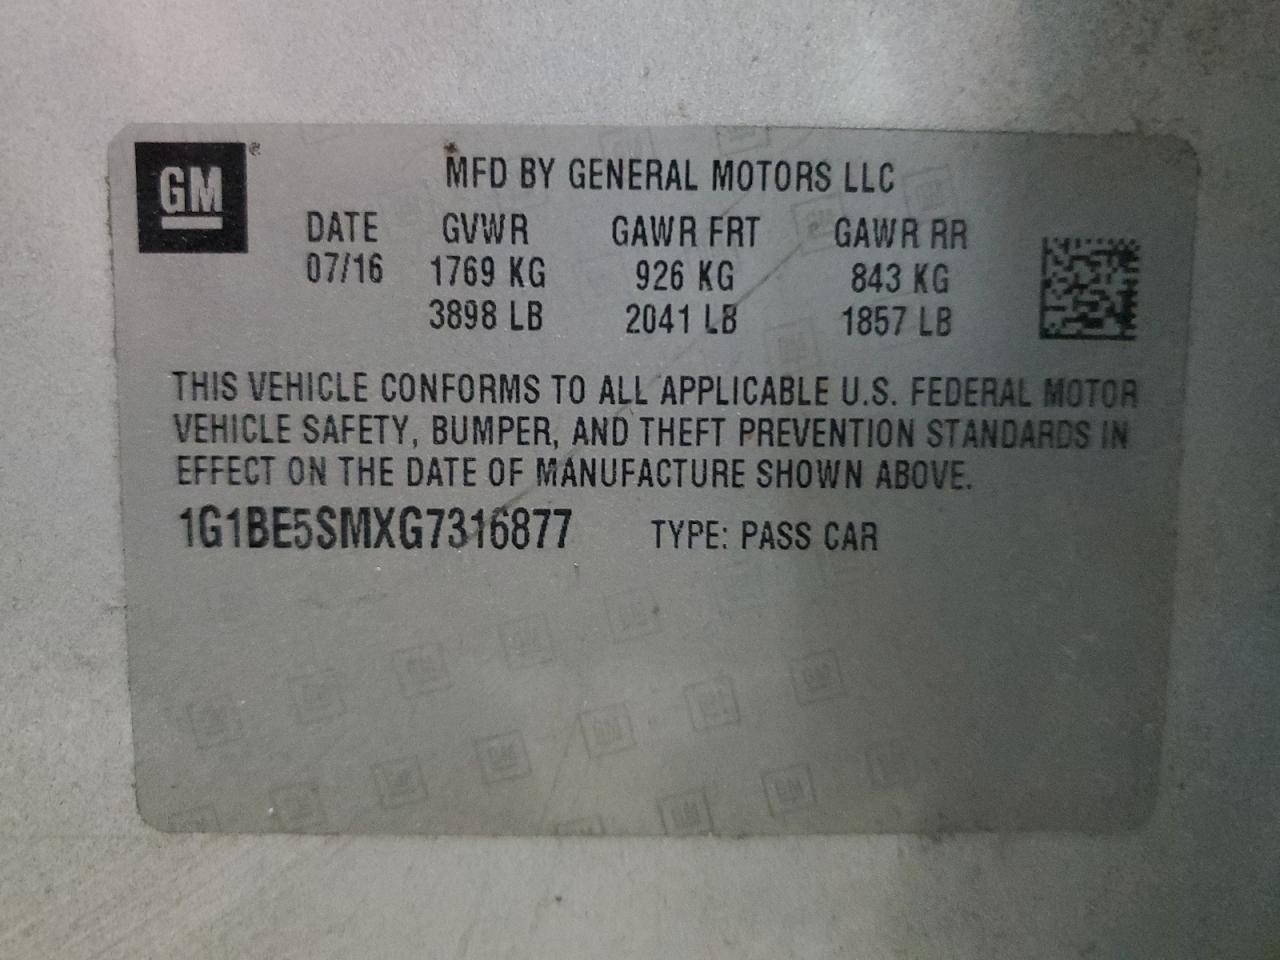 GM®
MFD BY GENERAL MOTORS LLC
DATE GVWR GAWR FRT GAWR RR
07/16 1769 KG 926 KG 843 KG
3898 LB 2041 LB 1857 LB
THIS VEHICLE CONFORMS TO ALL APPLICABLE U.S. FEDERAL MOTOR
VEHICLE SAFETY, BUMPER, AND THEFT PREVENTION STANDARDS IN
EFFECT ON THE DATE OF MANUFACTURE SHOWN ABOVE.
1G1BE5SMXG7316877 TYPE: PASS CAR